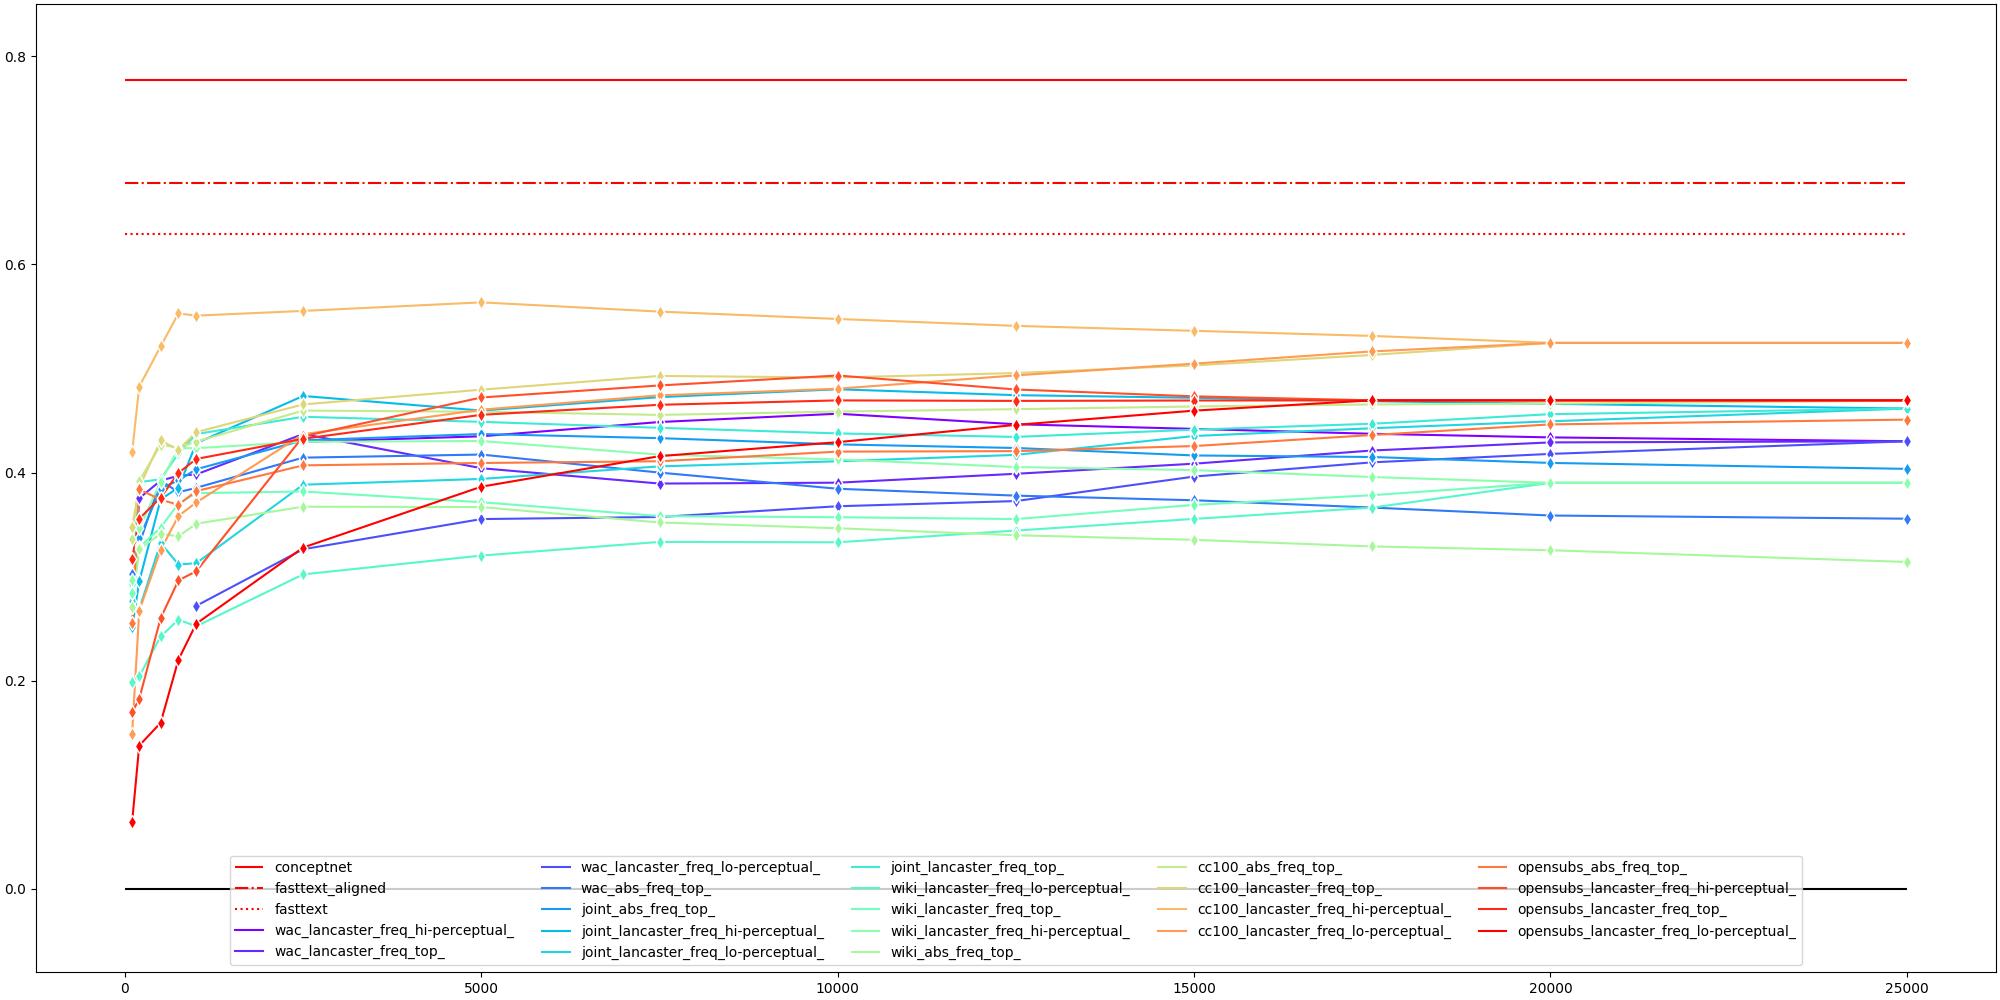 0.8
0.6
0.4
0.2
0.0
conceptnet
fasttext_aligned
fasttext
wac_lancaster_freq_hi-perceptual_
wac_lancaster_freq_top_
wac_lancaster_freq_lo-perceptual_
wac_abs_freq_top_
joint_abs_freq_top_
joint_lancaster_freq_hi-perceptual_
joint_lancaster_freq_lo-perceptual_
joint_lancaster_freq_top_
wiki_lancaster_freq_lo-perceptual_
wiki_lancaster_freq_top_
wiki_lancaster_freq_hi-perceptual_
wiki_abs_freq_top_
cc100_abs_freq_top_
cc100_lancaster_freq_top_
cc100_lancaster_freq_hi-perceptual_
cc100_lancaster_freq_lo-perceptual_
opensubs_abs_freq_top_
opensubs_lancaster_freq_hi-perceptual_
opensubs_lancaster_freq_top_
opensubs_lancaster_freq_lo-perceptual_
0
5000
10000
15000
20000
25000